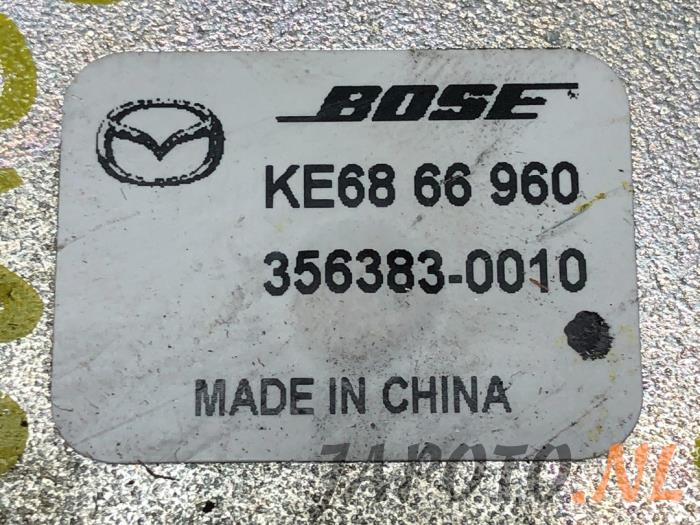 BOSE
KE68 66 960
356383-0010
MADE IN CHINA
JAPOTO.NL